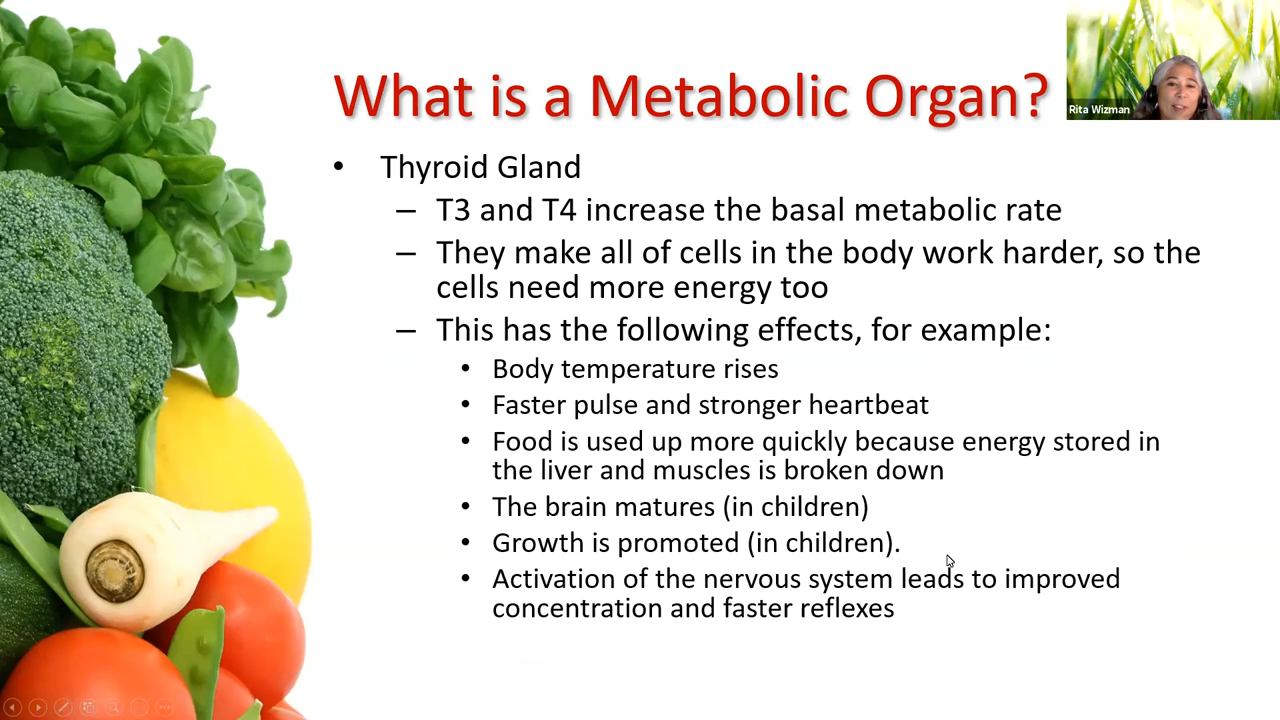 What is a Metabolic Organ?
Rita Wizman
• Thyroid Gland
– T3 and T4 increase the basal metabolic rate
– They make all of cells in the body work harder, so the
cells need more energy too
– This has the following effects, for example:
• Body temperature rises
• Faster pulse and stronger heartbeat
• Food is used up more quickly because energy stored in
the liver and muscles is broken down
• The brain matures (in children)
• Growth is promoted (in children).
• Activation of the nervous system leads to improved
concentration and faster reflexes